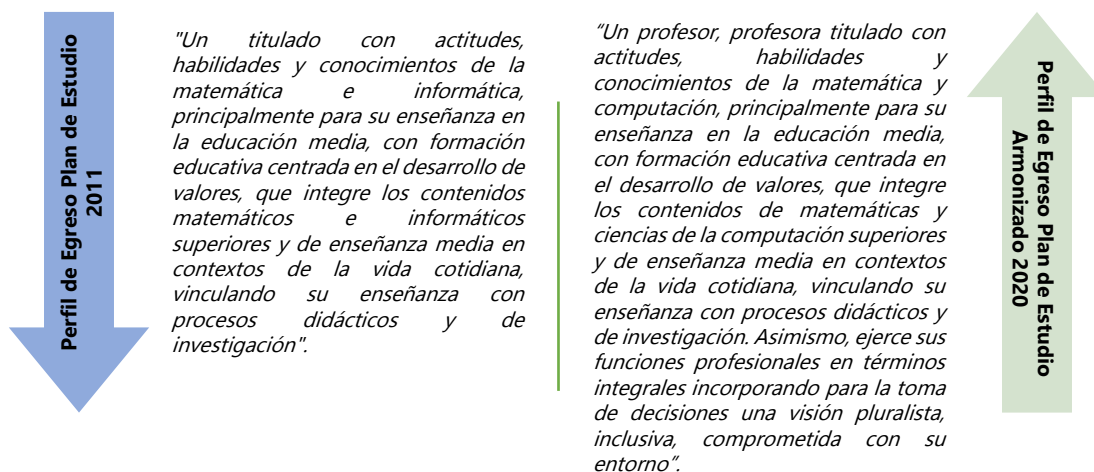 Perfil de Egreso Plan de Estudio
2011
"Un titulado con actitudes,
habilidades y conocimientos de la
matemática e informática,
principalmente para su enseñanza en
la educación media, con formación
educativa centrada en el desarrollo de
valores, que integre los contenidos
matemáticos e informáticos
superiores y de enseñanza media en
contextos de la vida cotidiana,
vinculando su enseñanza con
procesos didácticos y de
investigación".
“Un profesor, profesora titulado con
actitudes, habilidades y
conocimientos de la matemática y
computación, principalmente para su
enseñanza en la educación media,
con formación educativa centrada en
el desarrollo de valores, que integre
los contenidos de matemáticas y
ciencias de la computación superiores
y de enseñanza media en contextos
de la vida cotidiana, vinculando su
enseñanza con procesos didácticos y
de investigación. Asimismo, ejerce sus
funciones profesionales en términos
integrales incorporando para la toma
de decisiones una visión pluralista,
inclusiva, comprometida con su
entorno”.
Perfil de Egreso Plan de Estudio
Armonizado 2020